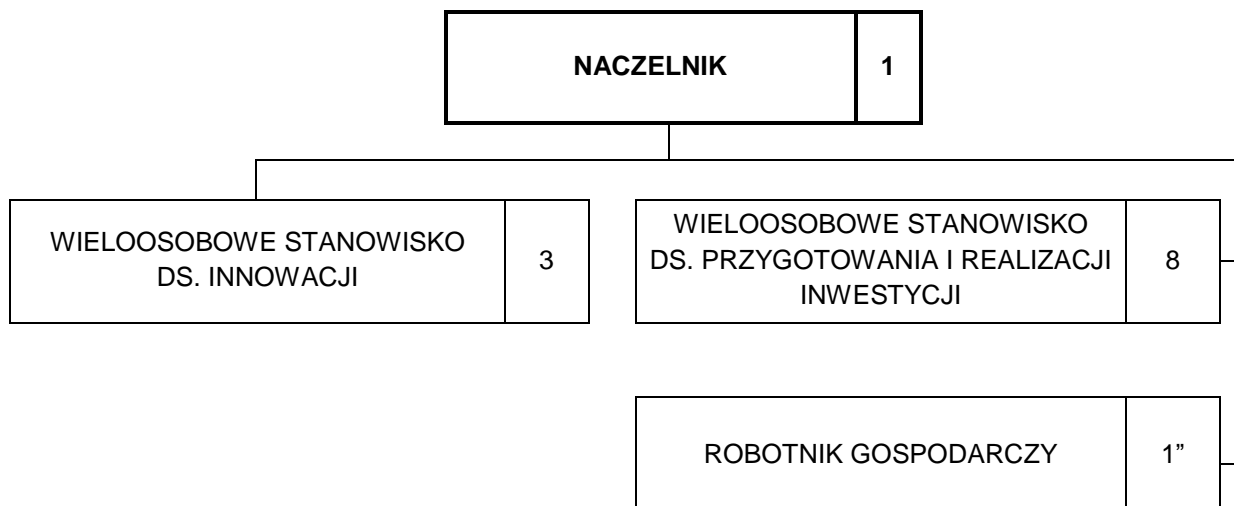 NACZELNIK 1
WIELOOSOBOWE STANOWISKO
DS. INNOWACJI
3
WIELOOSOBOWE STANOWISKO
DS. PRZYGOTOWANIA I REALIZACJI
INWESTYCJI
8
ROBOTNIK GOSPODARCZY 1”